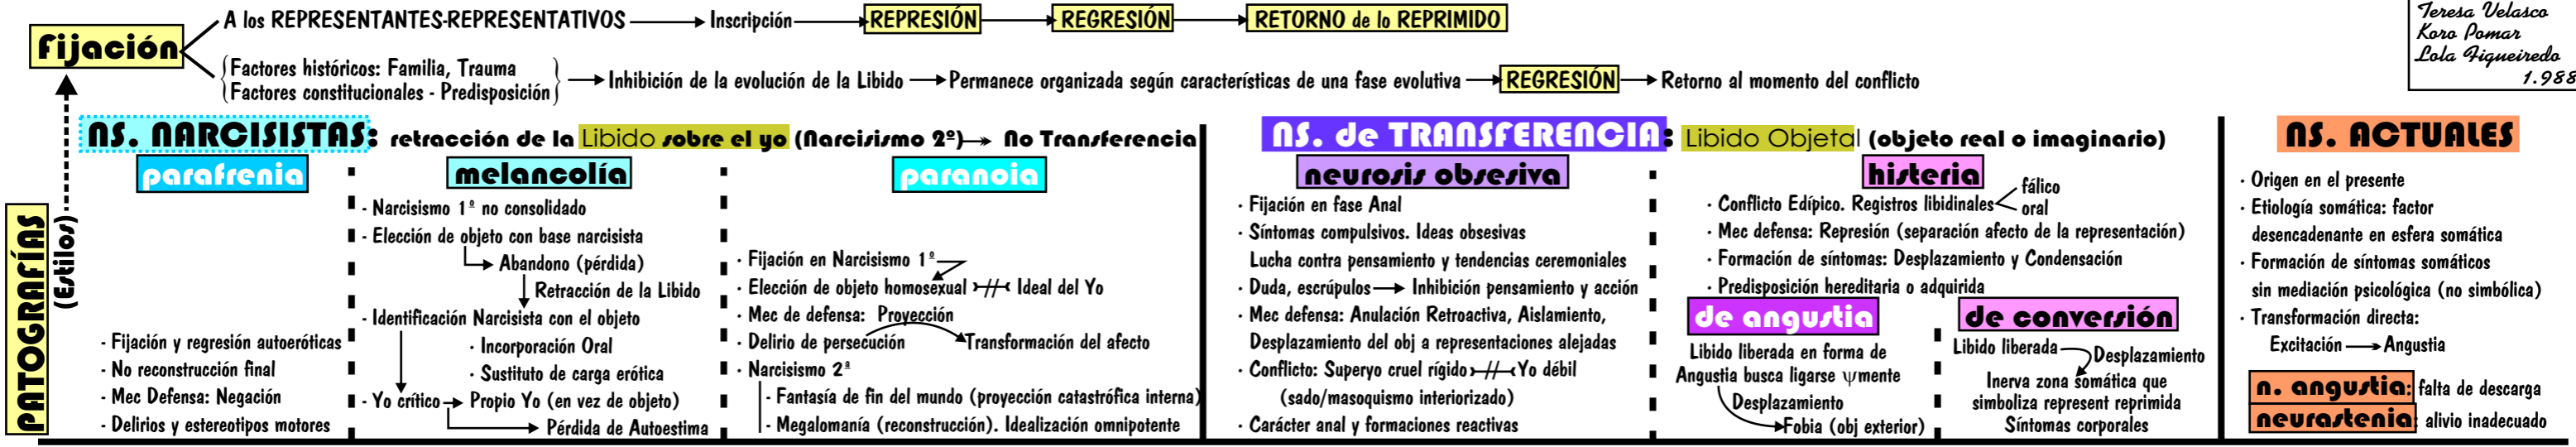 Fijación
A los REPRESENTANTES-REPRESENTATIVOS → Inscripción → REPRESIÓN → REGRESIÓN → RETORNO de lo REPRIMIDO
Factores históricos: Familia, Trauma
Factores constitucionales - Predisposición
→ Inhibición de la evolución de la Libido → Permanece organizada según características de una fase evolutiva → REGRESIÓN → Retorno al momento del conflicto
Teresa Velasco
Koro Pomar
Lola Figueiredo
1.988
PATOGRAFÍAS
(Estilos)
NS. NARCISISTAS: retracción de la Libido sobre el yo (Narcisismo 2º) → No Transferencia
parafrenia
- Fijación y regresión autoeróticas
- No reconstrucción final
- Mec Defensa: Negación
- Delirios y estereotipos motores
melancolía
- Narcisismo 1º no consolidado
- Elección de objeto con base narcisista
→ Abandono (pérdida)
Retracción de la Libido
- Identificación Narcisista con el objeto
· Incorporación Oral
· Sustituto de carga erótica
- Yo crítico → Propio Yo (en vez de objeto)
→ Pérdida de Autoestima
paranoia
· Fijación en Narcisismo 1º
· Elección de objeto homosexual ≻//≺ Ideal del Yo
· Mec de defensa: Proyección
· Delirio de persecución Transformación del afecto
· Narcisismo 2ª
- Fantasía de fin del mundo (proyección catastrófica interna)
- Megalomanía (reconstrucción). Idealización omnipotente
NS. de TRANSFERENCIA: Libido Objetal (objeto real o imaginario)
neurosis obsesiva
· Fijación en fase Anal
· Síntomas compulsivos. Ideas obsesivas
Lucha contra pensamiento y tendencias ceremoniales
· Duda, escrúpulos → Inhibición pensamiento y acción
· Mec defensa: Anulación Retroactiva, Aislamiento,
Desplazamiento del obj a representaciones alejadas
· Conflicto: Superyo cruel rígido ≻//≺ Yo débil
(sado/masoquismo interiorizado)
· Carácter anal y formaciones reactivas
histeria
· Conflicto Edípico. Registros libidinales
fálico
oral
· Mec defensa: Represión (separación afecto de la representación)
· Formación de síntomas: Desplazamiento y Condensación
· Predisposición hereditaria o adquirida
de angustia
Libido liberada en forma de
Angustia busca ligarse ψmente
Desplazamiento
Fobia (obj exterior)
de conversión
Libido liberada Desplazamiento
Inerva zona somática que
simboliza represent reprimida
Síntomas corporales
NS. ACTUALES
· Origen en el presente
· Etiología somática: factor
desencadenante en esfera somática
· Formación de síntomas somáticos
sin mediación psicológica (no simbólica)
· Transformación directa:
Excitación → Angustia
n. angustia: falta de descarga
neurastenia: alivio inadecuado